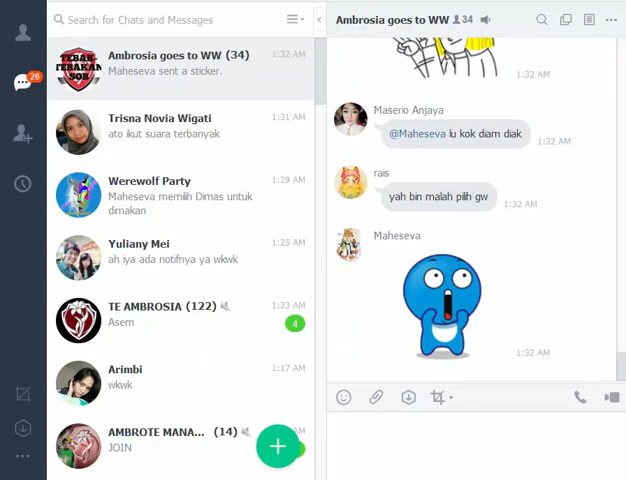 Search for Chats and Messages
Ambrosia goes to WW 34
26
TEBAK
TEBAKAN
SOB
Ambrosia goes to WW (34)
1:32 AM
Maheseva sent a sticker.
Trisna Novia Wigati
1:31 AM
ato ikut suara terbanyak
Werewolf Party
1:29 AM
Maheseva memilih Dimas untuk
dimakan
Yuliany Mei
1:25 AM
ah iya ada notifnya ya wkwk
TE AMBROSIA (122)
1:23 AM
Asem
4
Arimbi
1:17 AM
wkwk
AMBROTE MANA... (14)
AM
JOIN
1:32 AM
Maserio Anjaya
@Maheseva lu kok diam diak
1:32 AM
rais
yah bin malah pilih gw
1:32 AM
Maheseva
1:32 AM